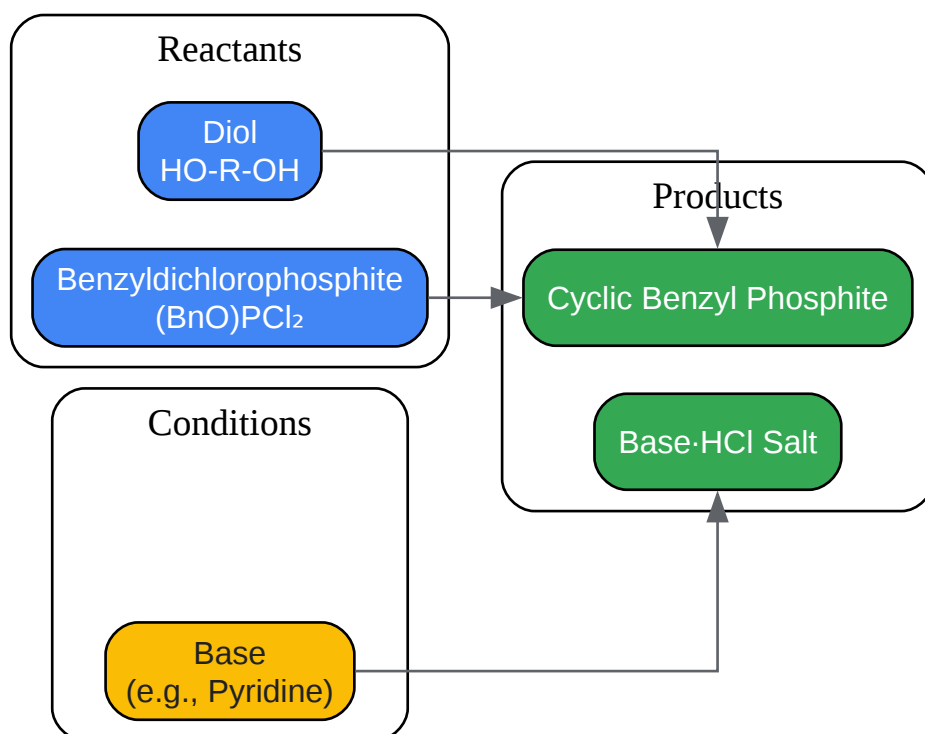 Reactants
Diol
HO-R-OH
Benzyldichlorophosphite
(BnO)PCl₂
Products
Cyclic Benzyl Phosphite
Base·HCl Salt
Conditions
Base
(e.g., Pyridine)